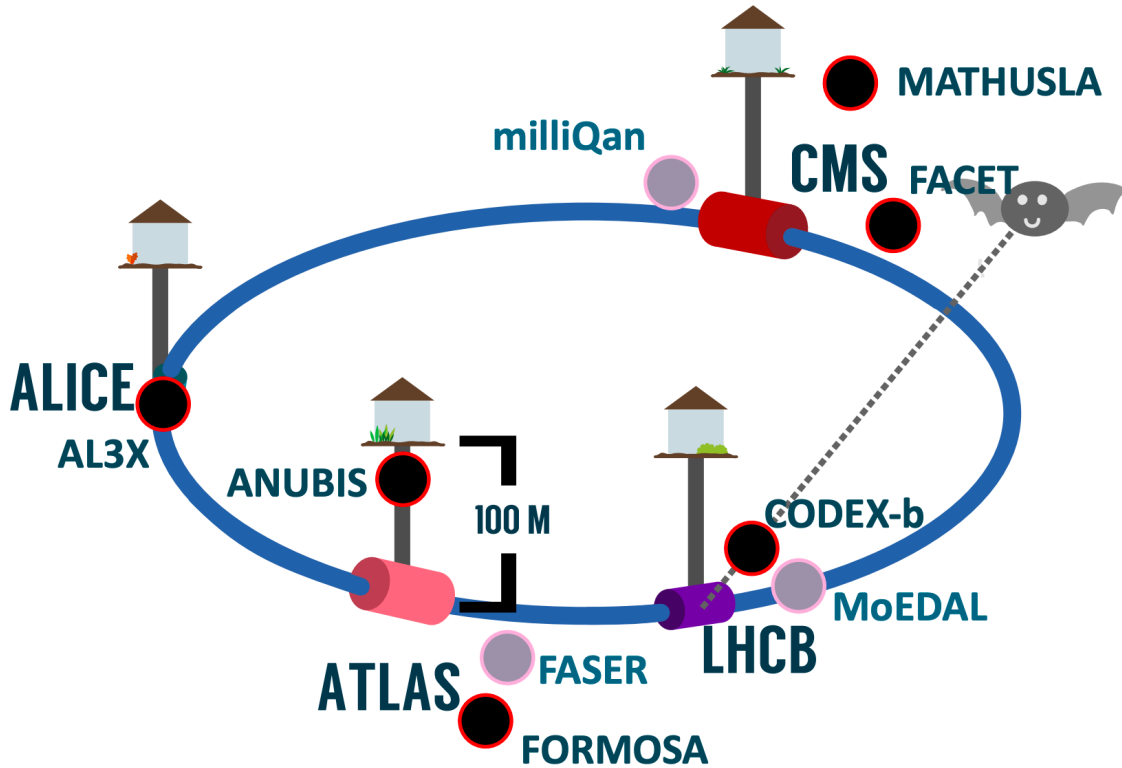 MATHUSLA
milliQan
CMS
FACET
ALICE
AL3X
ANUBIS
100 M
CODEX-b
MoEDAL
LHCB
FASER
ATLAS
FORMOSA